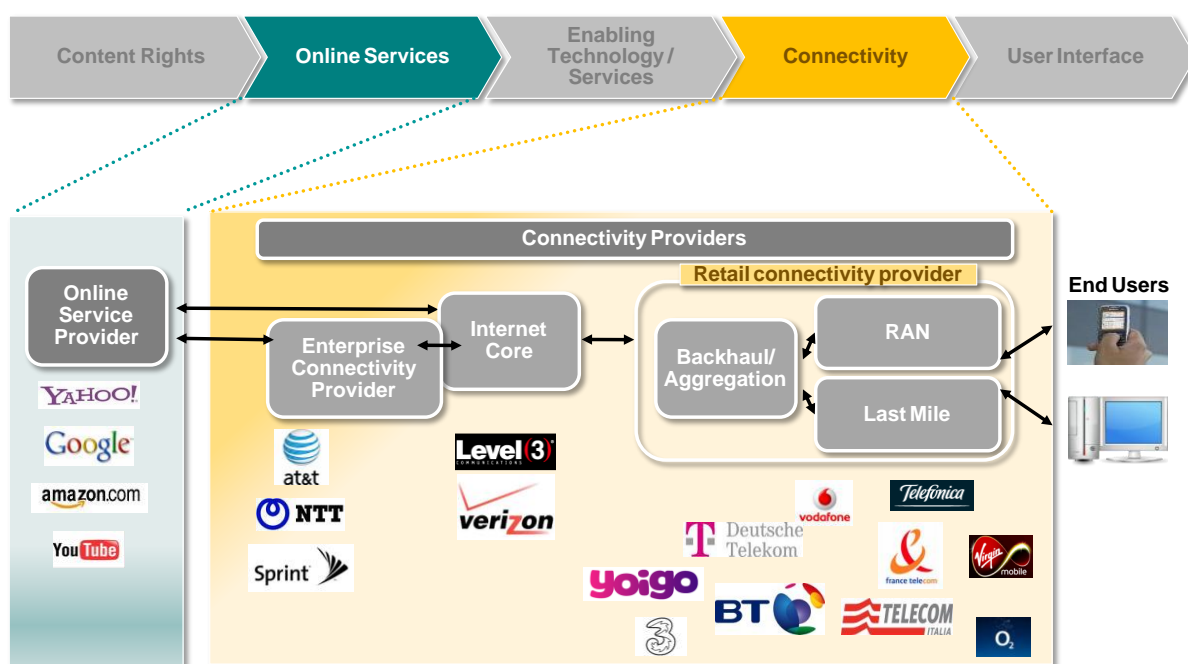 Content Rights
Online Services
Enabling
Technology /
Services
Connectivity
User Interface
Connectivity Providers
Retail connectivity provider
End Users
Online
Service
Provider
Enterprise
Connectivity
Provider
Internet
Core
Backhaul/
Aggregation
RAN
Last Mile
YAHOO!
Google
amazon.com
YouTube
at&t
NTT
Sprint
Level(3)
COMMUNICATIONS
verizon
vodafone
Telefónica
Deutsche
Telekom
france telecom
Virgin
mobile
yoigo
BT
TELECOM
ITALIA
3
O2